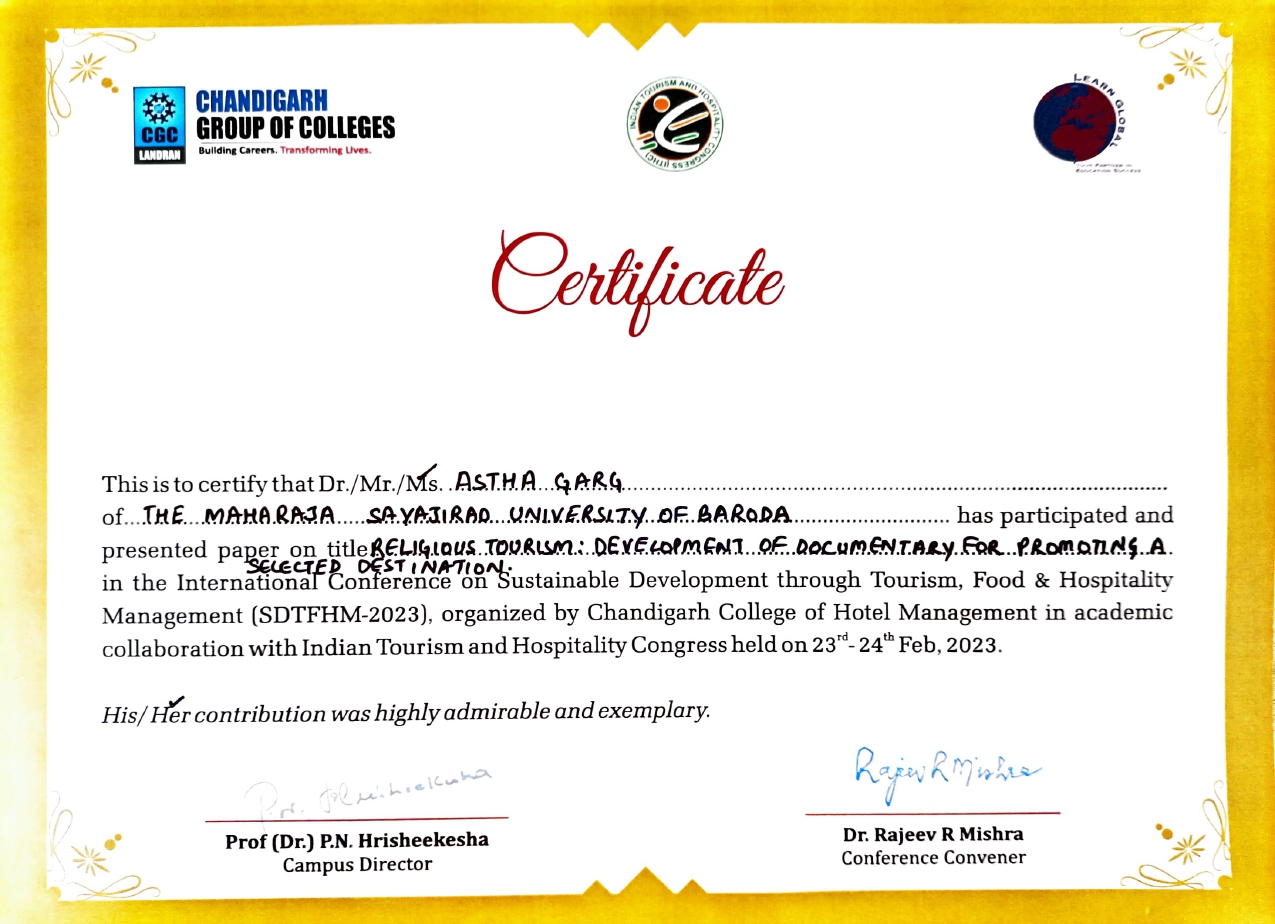 CHANDIGARH
GROUP OF COLLEGES
CGC
LANDRAN
Building Careers. Transforming Lives.
INDIAN TOURISM AND HOSPITALITY CONGRESS (ITHC)
LEARN GLOBAL
YOUR PARTNER IN
EDUCATION SUCCESS
Certificate
This is to certify that Dr./Mr./Ms. ASTHA GARG
of THE MAHARAJA SAYAJIRAO UNIVERSITY OF BARODA has participated and
presented paper on title RELIGIOUS TOURISM: DEVELOPMENT OF DOCUMENTARY FOR PROMOTING A
SELECTED DESTINATION.
in the International Conference on Sustainable Development through Tourism, Food & Hospitality
Management (SDTFHM-2023), organized by Chandigarh College of Hotel Management in academic
collaboration with Indian Tourism and Hospitality Congress held on 23rd- 24th Feb, 2023.
His/ Her contribution was highly admirable and exemplary.
Pr. Hrisheekesha
Rajeev R Mishra
Prof (Dr.) P.N. Hrisheekesha
Campus Director
Dr. Rajeev R Mishra
Conference Convener